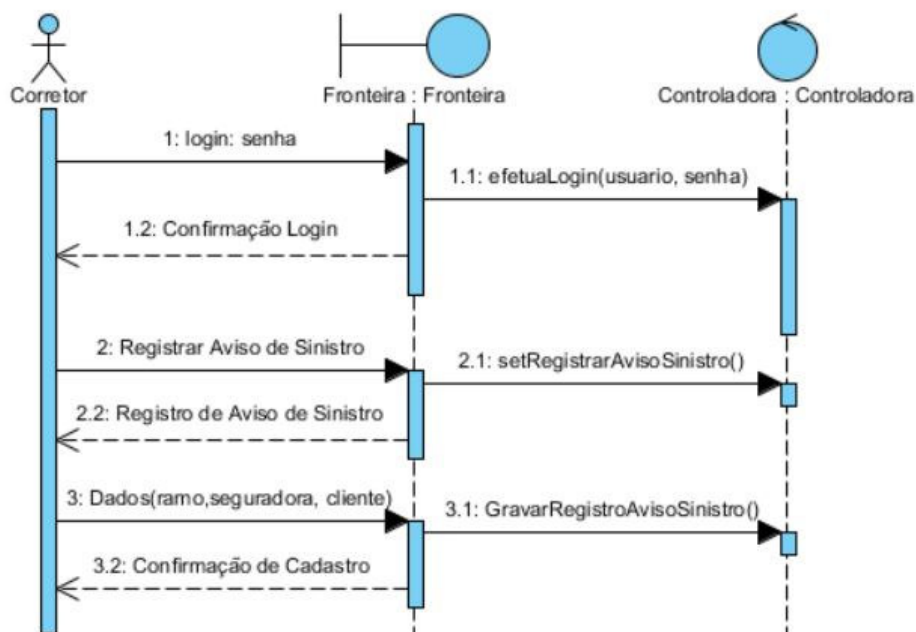 Corretor
Fronteira : Fronteira
Controladora : Controladora
1: login: senha
1.1: efetuaLogin(usuario, senha)
1.2: Confirmação Login
2: Registrar Aviso de Sinistro
2.1: setRegistrarAvisoSinistro()
2.2: Registro de Aviso de Sinistro
3: Dados(ramo,seguradora, cliente)
3.1: GravarRegistroAvisoSinistro()
3.2: Confirmação de Cadastro